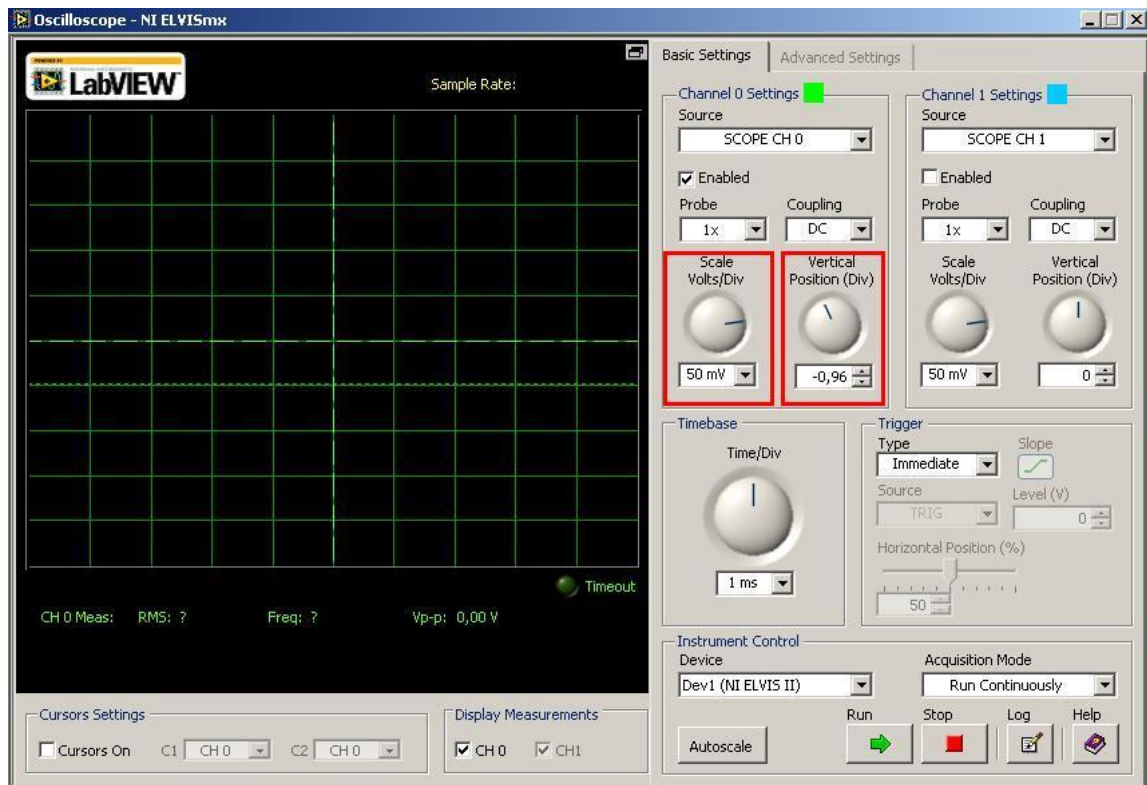 Oscilloscope - NI ELVISmx
LabVIEW
Sample Rate:
Timeout
CH 0 Meas: RMS: ? Freq: ? Vp-p: 0,00 V
Cursors Settings
Cursors On C1 CH 0 C2 CH 0
Display Measurements
CH 0 CH1
Basic Settings Advanced Settings
Channel 0 Settings
Source
SCOPE CH 0
Enabled
Probe Coupling
1x DC
Scale
Volts/Div
Vertical
Position (Div)
50 mV -0,96
Channel 1 Settings
Source
SCOPE CH 1
Enabled
Probe Coupling
1x DC
Scale
Volts/Div
Vertical
Position (Div)
50 mV 0
Timebase
Time/Div
1 ms
Trigger
Type Slope
Immediate
Source Level (V)
TRIG 0
Horizontal Position (%)
50
Instrument Control
Device Acquisition Mode
Dev1 (NI ELVIS II) Run Continuously
Run Stop Log Help
Autoscale